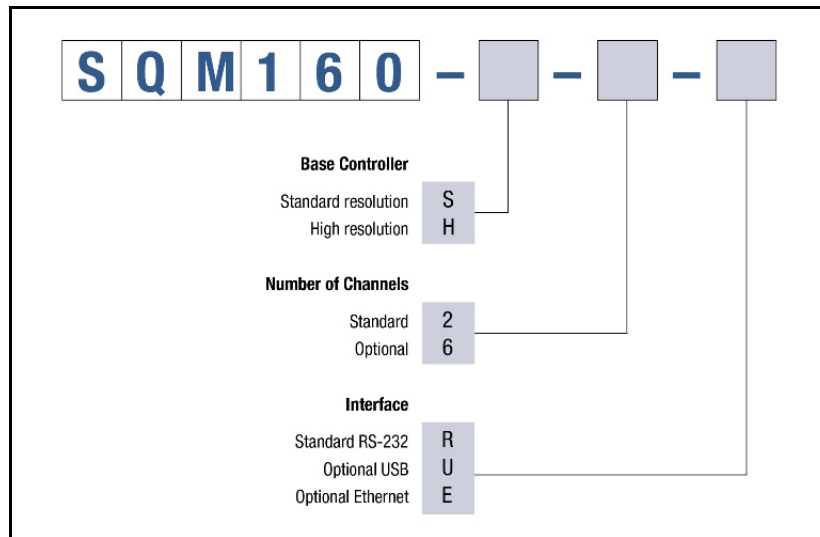 SQM160 – – –
Base Controller
Standard resolution S
High resolution H
Number of Channels
Standard 2
Optional 6
Interface
Standard RS-232 R
Optional USB U
Optional Ethernet E